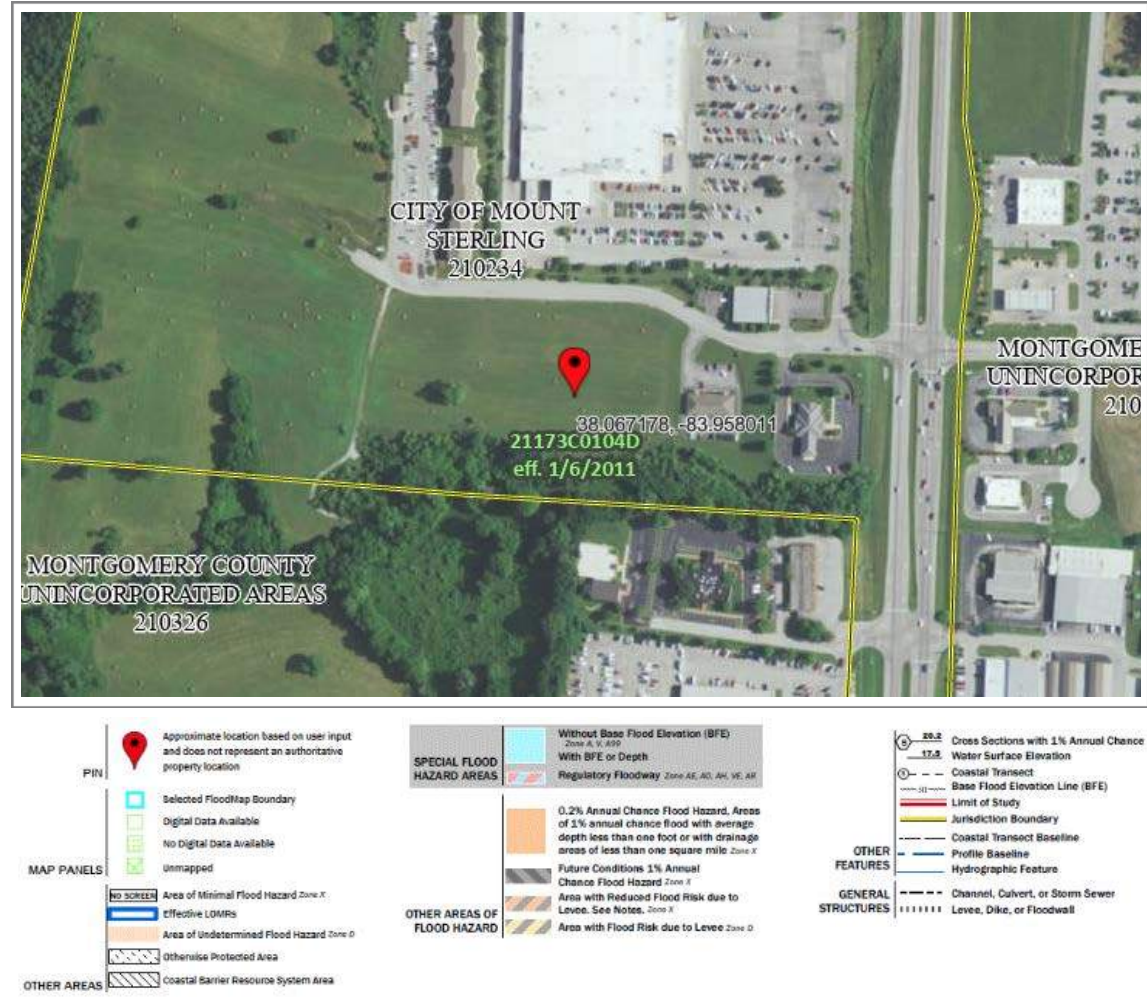 CITY OF MOUNT
STERLING
210234
MONTGOME
UNINCORPOR
210
38.067178, -83.958011
21173C0104D
eff. 1/6/2011
MONTGOMERY COUNTY
UNINCORPORATED AREAS
210326
PIN
Approximate location based on user input
and does not represent an authoritative
property location
MAP PANELS
Selected FloodMap Boundary
Digital Data Available
No Digital Data Available
Unmapped
OTHER AREAS
NO SCREEN Area of Minimal Flood Hazard Zone X
Effective LOMRs
Area of Undetermined Flood Hazard Zone D
Otherwise Protected Area
Coastal Barrier Resource System Area
SPECIAL FLOOD
HAZARD AREAS
Without Base Flood Elevation (BFE)
Zone A, V, A99
With BFE or Depth
Regulatory Floodway Zone AE, AO, AH, VE, AR
OTHER AREAS OF
FLOOD HAZARD
0.2% Annual Chance Flood Hazard, Areas
of 1% annual chance flood with average
depth less than one foot or with drainage
areas of less than one square mile Zone X
Future Conditions 1% Annual
Chance Flood Hazard Zone X
Area with Reduced Flood Risk due to
Levee. See Notes. Zone X
Area with Flood Risk due to Levee Zone D
OTHER
FEATURES
20.2 Cross Sections with 1% Annual Chance
17.5 Water Surface Elevation
Coastal Transect
Base Flood Elevation Line (BFE)
Limit of Study
Jurisdiction Boundary
Coastal Transect Baseline
Profile Baseline
Hydrographic Feature
GENERAL
STRUCTURES
Channel, Culvert, or Storm Sewer
Levee, Dike, or Floodwall